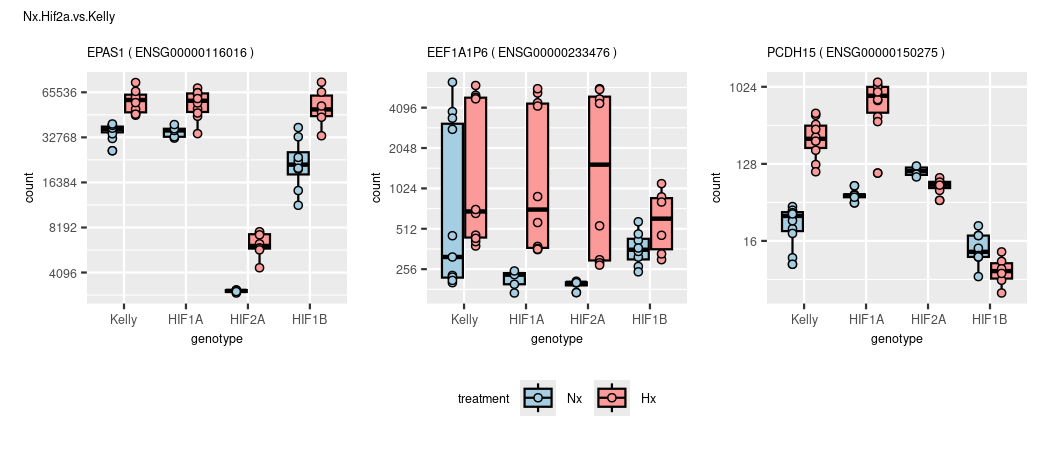 Nx.Hif2a.vs.Kelly
EPAS1 ( ENSG00000116016 )
65536
32768
16384
8192
4096
count
Kelly HIF1A HIF2A HIF1B
genotype
EEF1A1P6 ( ENSG00000233476 )
4096
2048
1024
512
256
count
Kelly HIF1A HIF2A HIF1B
genotype
PCDH15 ( ENSG00000150275 )
1024
128
16
count
Kelly HIF1A HIF2A HIF1B
genotype
treatment Nx Hx